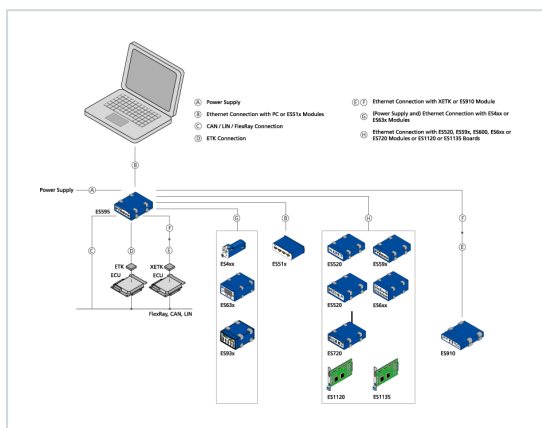 Ⓐ Power Supply
Ⓑ Ethernet Connection with PC or ES51x Modules
Ⓒ CAN / LIN / FlexRay Connection
Ⓓ ETK Connection
Ⓔ Ⓕ Ethernet Connection with XETK or ES910 Module
Ⓖ (Power Supply and) Ethernet Connection with ES4xx or
ES63x Modules
Ⓗ Ethernet Connection with ES520, ES59x, ES600, ES6xx or
ES720 Modules or ES1120 or ES1135 Boards
Ⓑ
Power Supply Ⓐ
ES595
Ⓕ
Ⓖ Ⓑ Ⓗ Ⓕ
Ⓒ Ⓓ Ⓔ Ⓔ
ETK XETK
ECU ECU
FlexRay, CAN, LIN
ES4xx ES51x ES520 ES59x
ES63x ES520 ES6xx
ES93x ES720 ES910
ES1120 ES1135